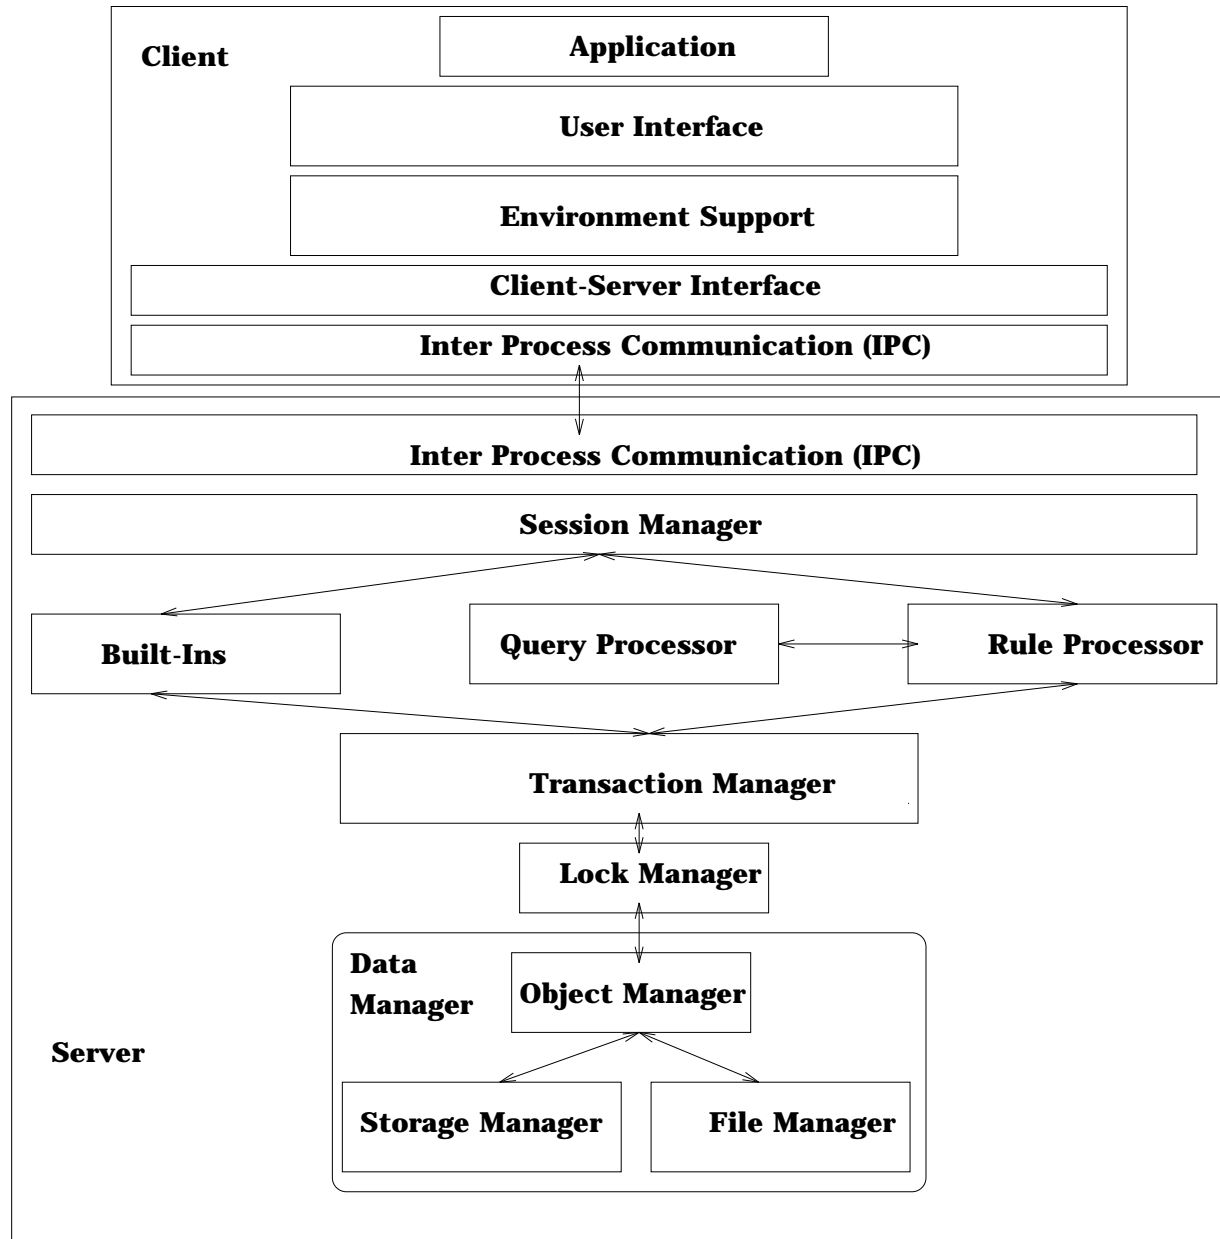 Client
Application
User Interface
Environment Support
Client-Server Interface
Inter Process Communication (IPC)
Inter Process Communication (IPC)
Session Manager
Built-Ins
Query Processor
Rule Processor
Transaction Manager
Lock Manager
Data
Manager
Object Manager
Server
Storage Manager
File Manager